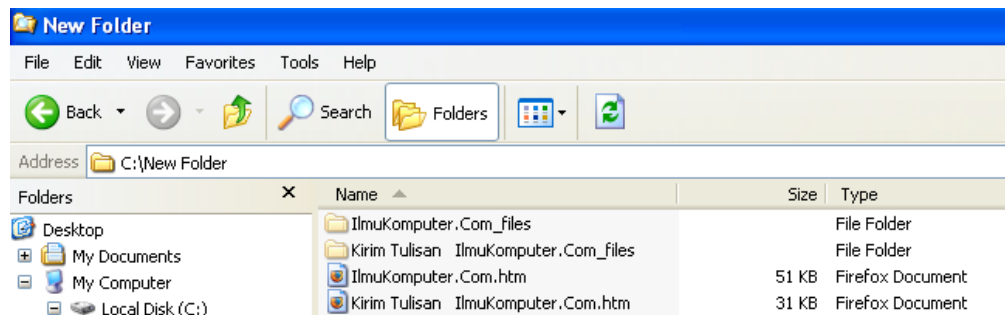 New Folder
File Edit View Favorites Tools Help
Back Search Folders
Address C:\New Folder
Folders X Name Size Type
Desktop
My Documents
My Computer
Local Disk (C:)
IlmuKomputer.Com_files File Folder
Kirim Tulisan IlmuKomputer.Com_files File Folder
IlmuKomputer.Com.htm 51 KB Firefox Document
Kirim Tulisan IlmuKomputer.Com.htm 31 KB Firefox Document